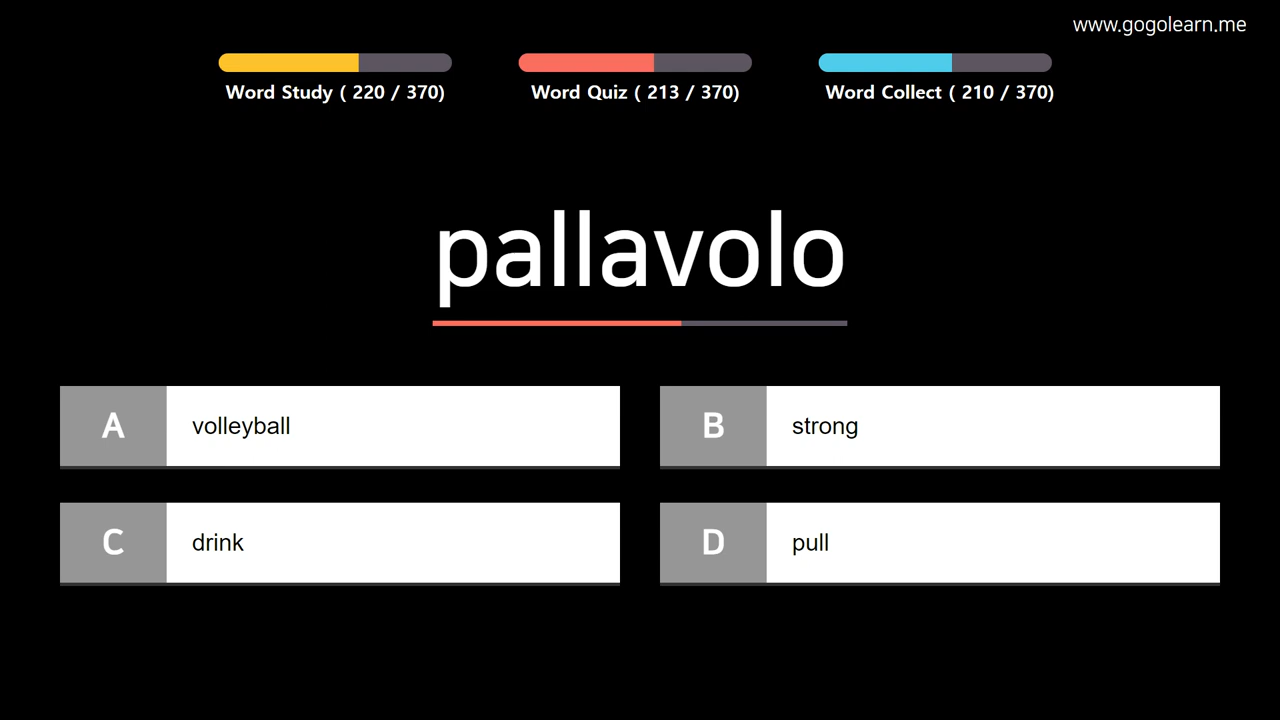 www.gogolearn.me
Word Study ( 220 / 370)
Word Quiz ( 213 / 370)
Word Collect ( 210 / 370)
pallavolo
A volleyball
B strong
C drink
D pull